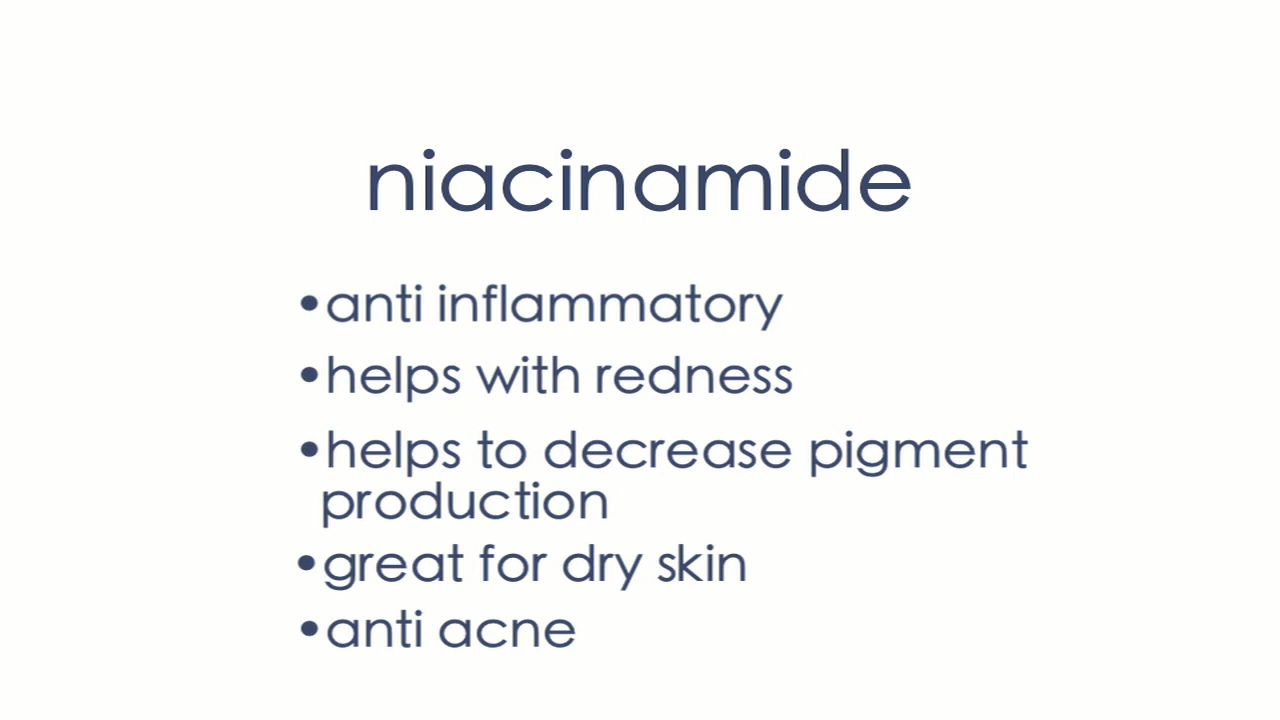 niacinamide
•anti inflammatory
•helps with redness
•helps to decrease pigment
production
•great for dry skin
•anti acne